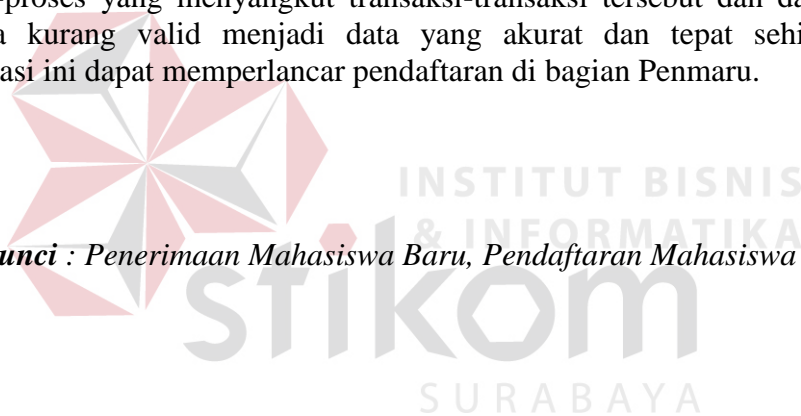 -proses yang menyangkut transaksi-transaksi tersebut dan da
a kurang valid menjadi data yang akurat dan tepat sehi
asi ini dapat memperlancar pendaftaran di bagian Penmaru.
INSTITUT BISNIS
& INFORMATIKA
unci : Penerimaan Mahasiswa Baru, Pendaftaran Mahasiswa
stikom
SURABAYA